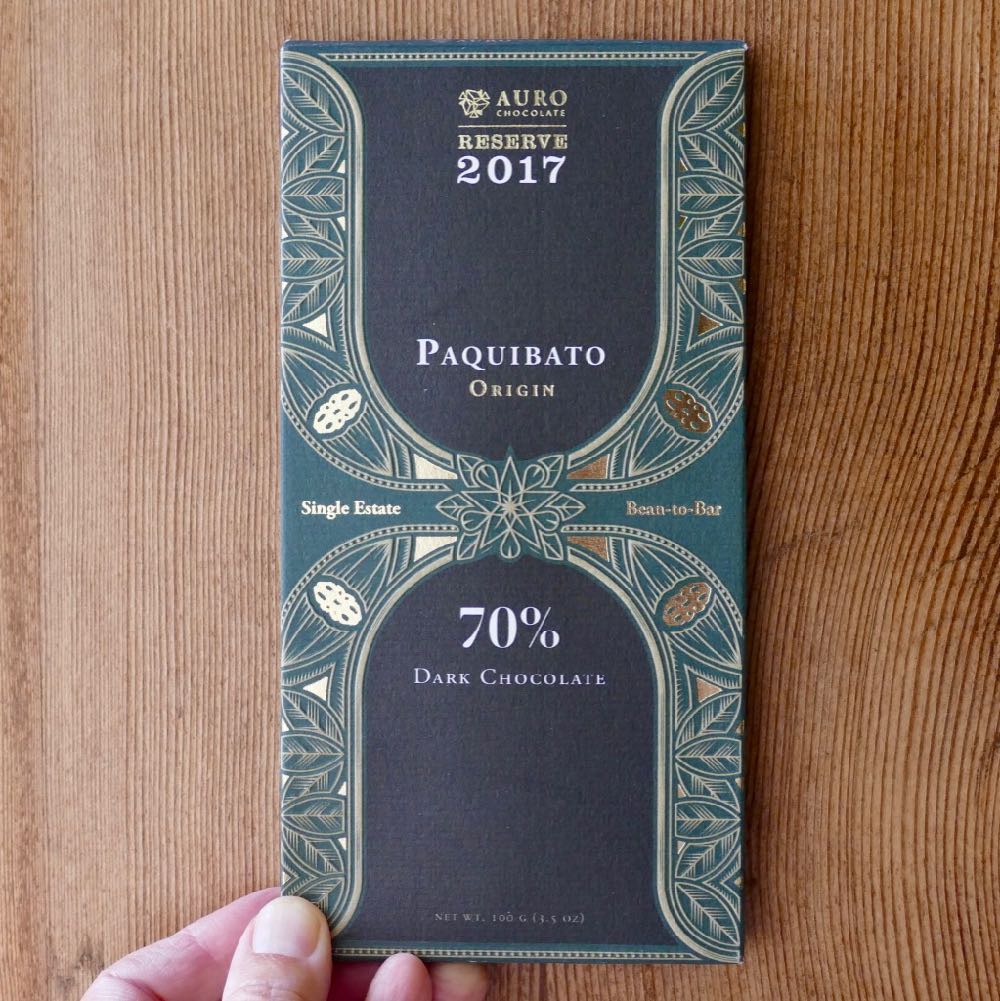 AURO
CHOCOLATE
RESERVE
2017
PAQUIBATO
ORIGIN
Single Estate
Bean-to-Bar
70%
DARK CHOCOLATE
NET WT. 100 G (3.5 OZ)